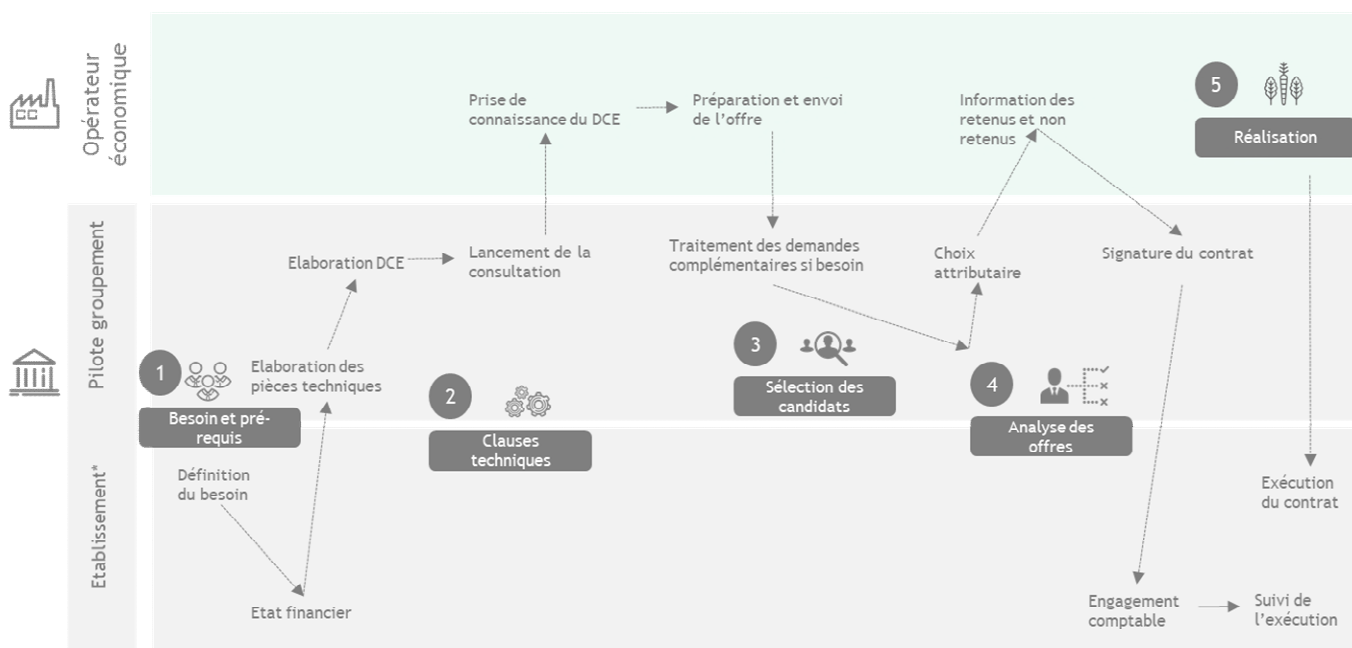 Opérateur
économique
Prise de
connaissance du DCE
Préparation et envoi
de l'offre
Information des
retenus et non
retenus
5
Réalisation
Pilote groupement
Elaboration DCE
Lancement de la
consultation
Traitement des demandes
complémentaires si besoin
Choix
attributaire
Signature du contrat
1
Besoin et pré-
requis
Elaboration des
pièces techniques
2
Clauses
techniques
3
Sélection des
candidats
4
Analyse des
offres
Etablissement*
Définition
du besoin
Etat financier
Exécution
du contrat
Engagement
comptable
Suivi de
l'exécution